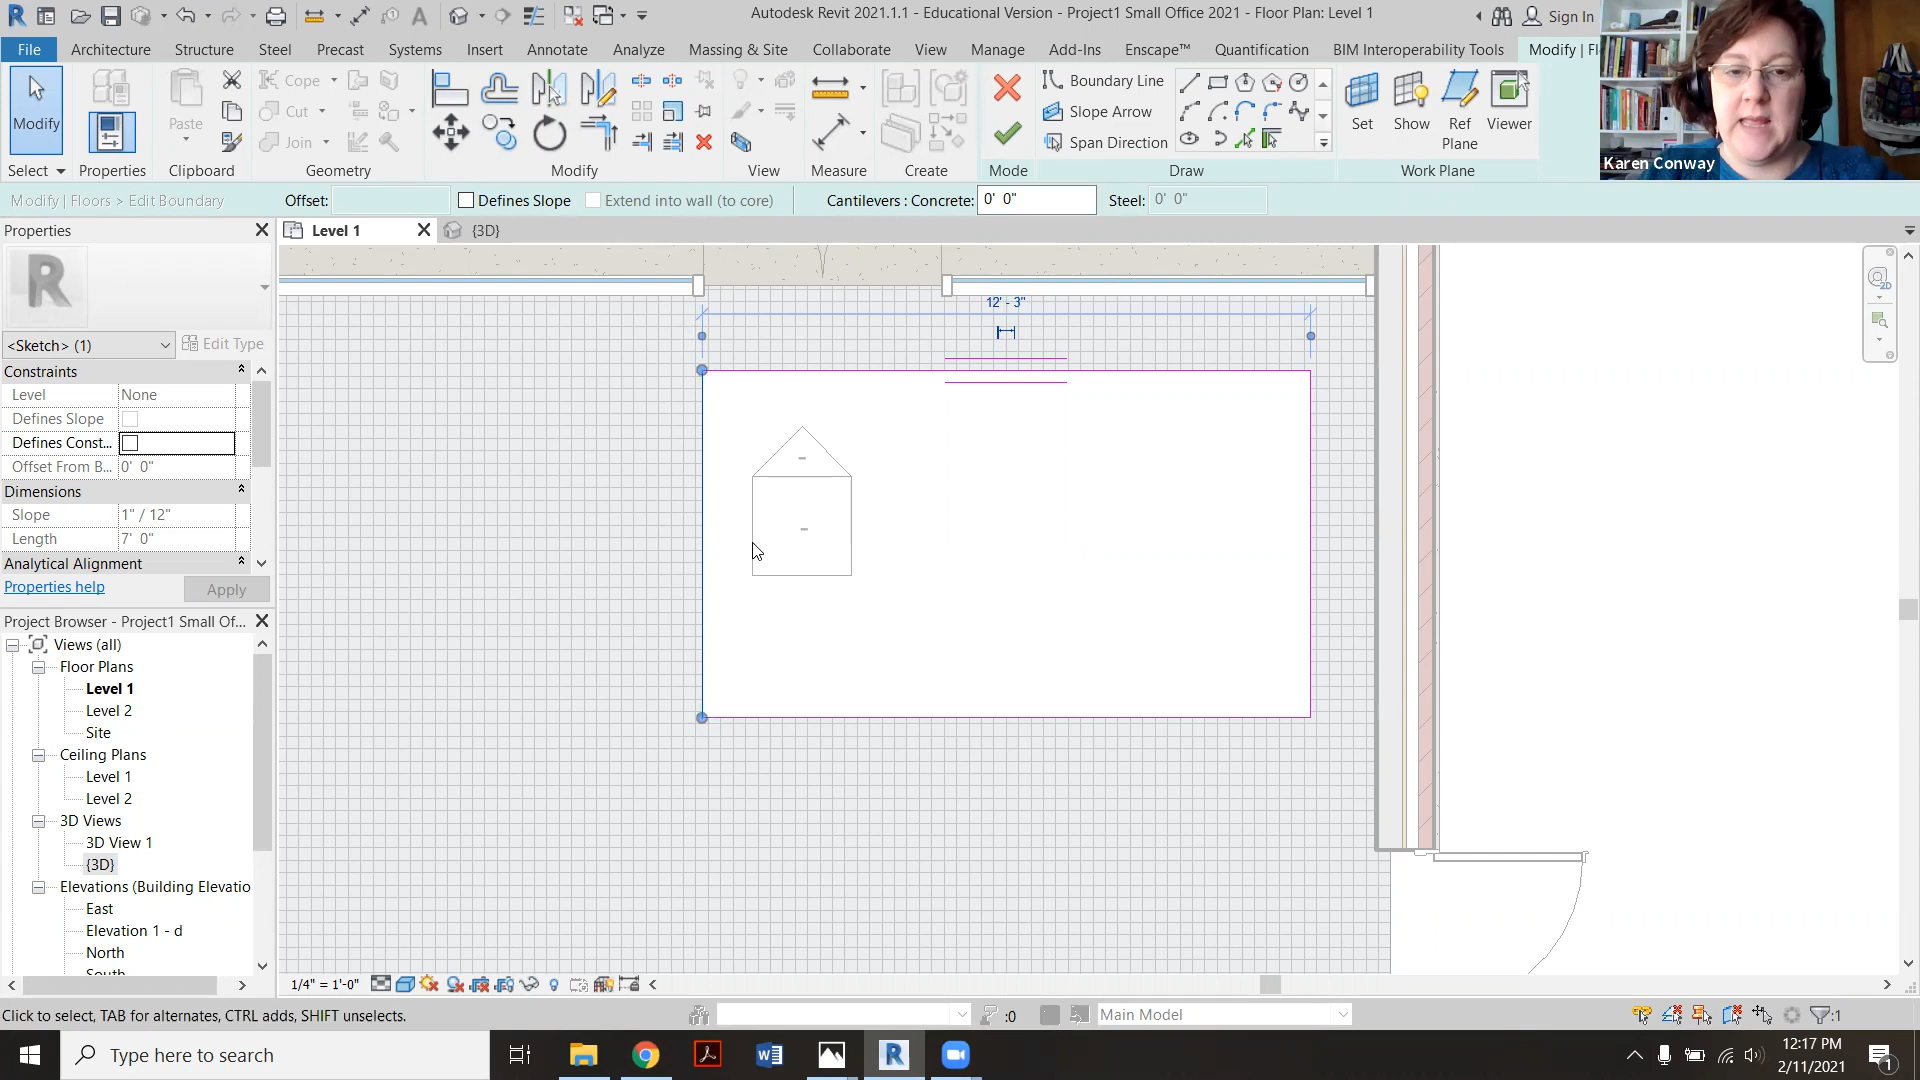 Autodesk Revit 2021.1.1 - Educational Version - Project1 Small Office 2021 - Floor Plan: Level 1
Sign In
File Architecture Structure Steel Precast Systems Insert Annotate Analyze Massing & Site Collaborate View Manage Add-Ins Enscape™ Quantification BIM Interoperability Tools Modify | Fl
Cope
Cut
Join
Paste
Modify
Boundary Line
Slope Arrow
Span Direction
Set Show Ref Plane Viewer
Select Properties Clipboard Geometry Modify View Measure Create Mode Draw Work Plane
Karen Conway
Modify | Floors > Edit Boundary Offset: Defines Slope Extend into wall (to core) Cantilevers : Concrete: 0' 0" Steel: 0' 0"
Properties
Level 1
{3D}
R
<Sketch> (1) Edit Type
Constraints
Level None
Defines Slope
Defines Const...
Offset From B... 0' 0"
Dimensions
Slope 1" / 12"
Length 7' 0"
Analytical Alignment
Properties help Apply
12' - 3"
Project Browser - Project1 Small Of...
Views (all)
Floor Plans
Level 1
Level 2
Site
Ceiling Plans
Level 1
Level 2
3D Views
3D View 1
{3D}
Elevations (Building Elevatio
East
Elevation 1 - d
North
South
1/4" = 1'-0"
Click to select, TAB for alternates, CTRL adds, SHIFT unselects.
:0
Main Model
:1
Type here to search
12:17 PM
2/11/2021
1